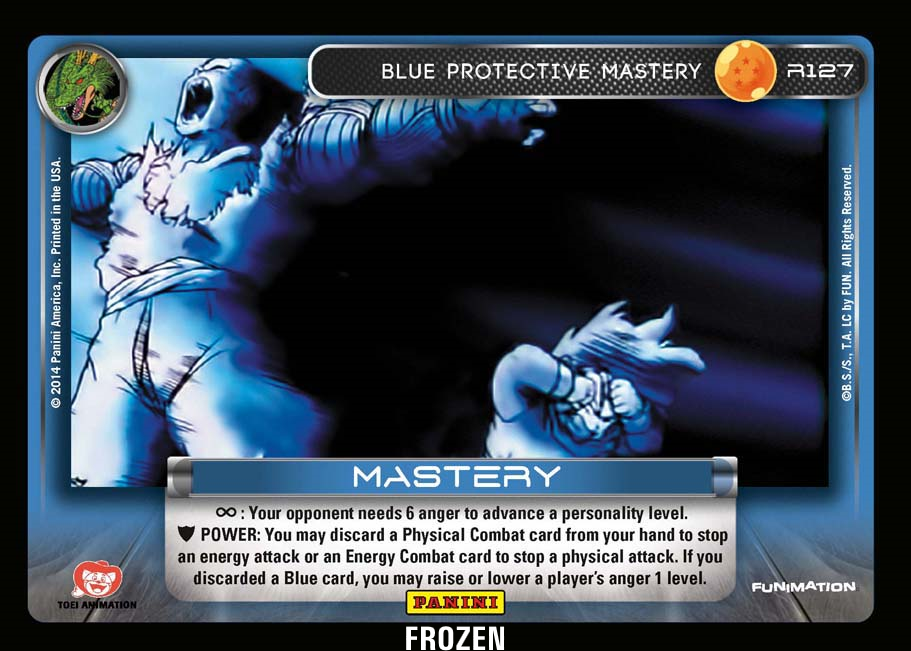 BLUE PROTECTIVE MASTERY R127
© 2014 Panini America, Inc. Printed in the USA.
©B.S./S., T.A. LC by FUN. All Rights Reserved.
MASTERY
∞ : Your opponent needs 6 anger to advance a personality level.
POWER: You may discard a Physical Combat card from your hand to stop
an energy attack or an Energy Combat card to stop a physical attack. If you
discarded a Blue card, you may raise or lower a player's anger 1 level.
TOEI ANIMATION
FUNIMATION
PANINI
FROZEN